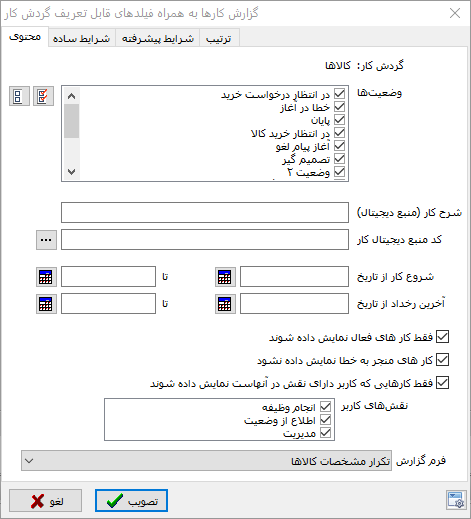 گزارش کارها به همراه فیلدهای قابل تعریف گردش کار
محتوی
شرایط ساده
شرایط پیشرفته
ترتیب
گردش کار: کالاها
وضعیت‌ها
در انتظار درخواست خرید
خطا در آغاز
پایان
در انتظار خرید کالا
آغاز پیام لغو
تصمیم گیر
وضعیت ۲
شرح کار (منبع دیجیتال)
کد منبع دیجیتال کار
...
شروع کار از تاریخ
تا
آخرین رخداد از تاریخ
تا
فقط کار های فعال نمایش داده شوند
کار های منجر به خطا نمایش داده نشود
فقط کارهایی که کاربر دارای نقش در آنهاست نمایش داده شوند
نقش‌های کاربر
انجام وظیفه
اطلاع از وضعیت
مدیریت
فرم گزارش
تکرار مشخصات کالاها
تصویب
لغو